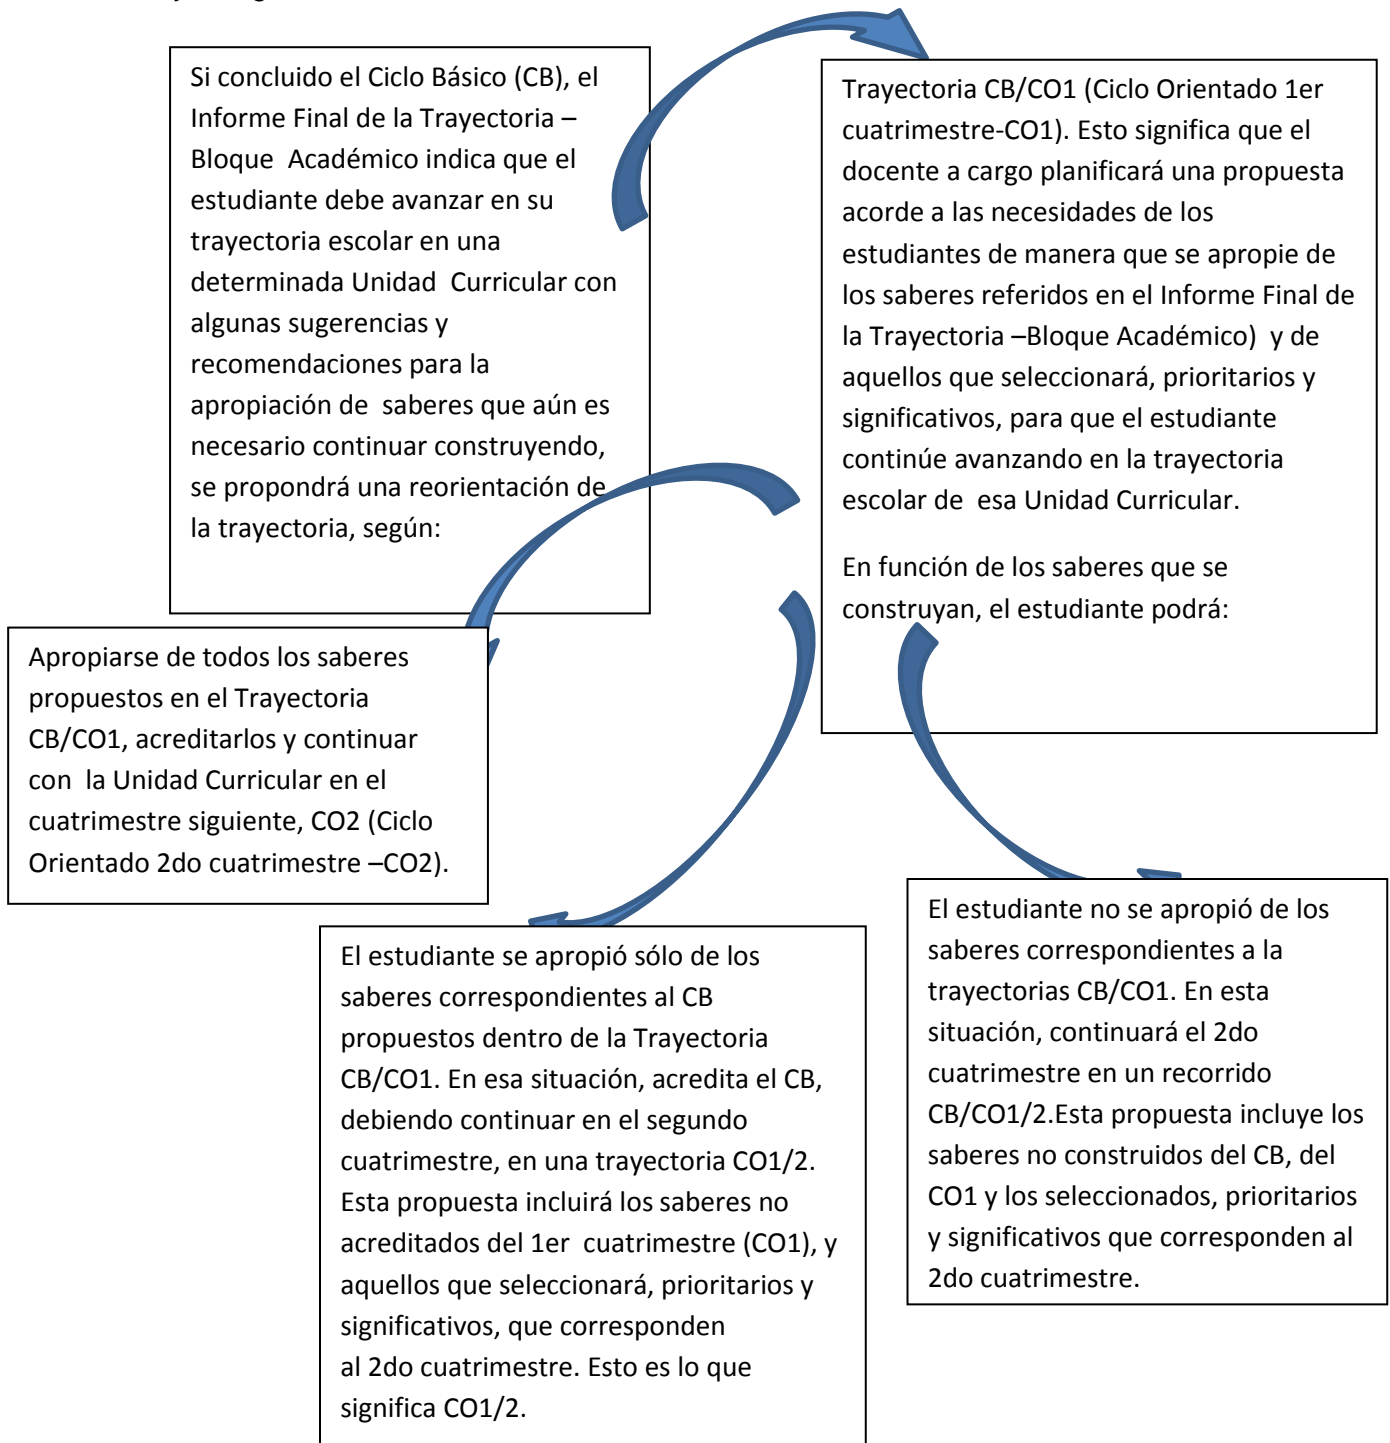 Si concluido el Ciclo Básico (CB), el
Informe Final de la Trayectoria –
Bloque Académico indica que el
estudiante debe avanzar en su
trayectoria escolar en una
determinada Unidad Curricular con
algunas sugerencias y
recomendaciones para la
apropiación de saberes que aún es
necesario continuar construyendo,
se propondrá una reorientación de
la trayectoria, según:
Trayectoria CB/CO1 (Ciclo Orientado 1er
cuatrimestre-CO1). Esto significa que el
docente a cargo planificará una propuesta
acorde a las necesidades de los
estudiantes de manera que se apropie de
los saberes referidos en el Informe Final de
la Trayectoria –Bloque Académico) y de
aquellos que seleccionará, prioritarios y
significativos, para que el estudiante
continúe avanzando en la trayectoria
escolar de esa Unidad Curricular.
En función de los saberes que se
construyan, el estudiante podrá:
Apropiarse de todos los saberes
propuestos en el Trayectoria
CB/CO1, acreditarlos y continuar
con la Unidad Curricular en el
cuatrimestre siguiente, CO2 (Ciclo
Orientado 2do cuatrimestre –CO2).
El estudiante se apropió sólo de los
saberes correspondientes al CB
propuestos dentro de la Trayectoria
CB/CO1. En esa situación, acredita el CB,
debiendo continuar en el segundo
cuatrimestre, en una trayectoria CO1/2.
Esta propuesta incluirá los saberes no
acreditados del 1er cuatrimestre (CO1), y
aquellos que seleccionará, prioritarios y
significativos, que corresponden
al 2do cuatrimestre. Esto es lo que
significa CO1/2.
El estudiante no se apropió de los
saberes correspondientes a la
trayectorias CB/CO1. En esta
situación, continuará el 2do
cuatrimestre en un recorrido
CB/CO1/2.Esta propuesta incluye los
saberes no construidos del CB, del
CO1 y los seleccionados, prioritarios
y significativos que corresponden al
2do cuatrimestre.